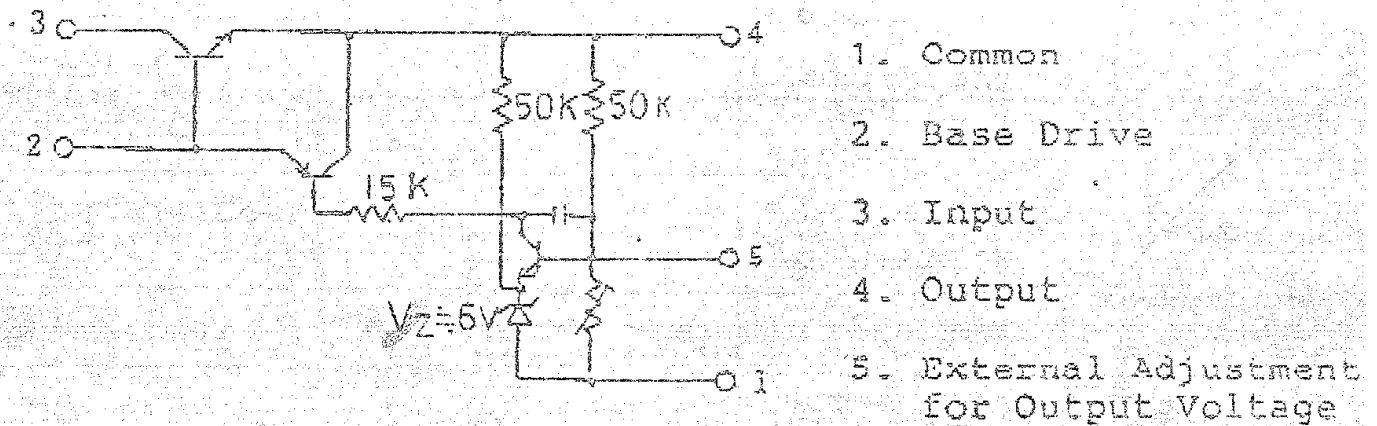 3
4
1. Common
50K
50K
2. Base Drive
2
15K
3. Input
5
4. Output
Vz≒6V
1
5. External Adjustment
for Output Voltage